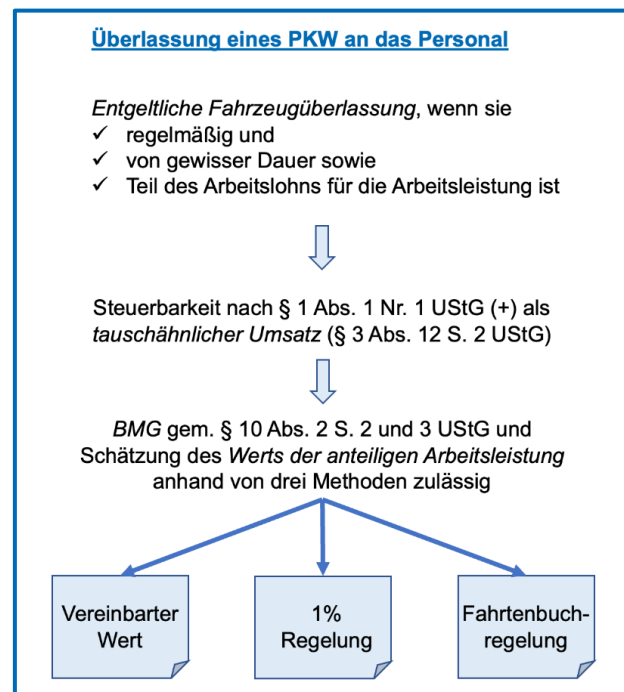 Überlassung eines PKW an das Personal
Entgeltliche Fahrzeugüberlassung, wenn sie
✓ regelmäßig und
✓ von gewisser Dauer sowie
✓ Teil des Arbeitslohns für die Arbeitsleistung ist
Steuerbarkeit nach § 1 Abs. 1 Nr. 1 UStG (+) als
tauschähnlicher Umsatz (§ 3 Abs. 12 S. 2 UStG)
BMG gem. § 10 Abs. 2 S. 2 und 3 UStG und
Schätzung des Werts der anteiligen Arbeitsleistung
anhand von drei Methoden zulässig
Vereinbarter
Wert
1%
Regelung
Fahrtenbuch-
regelung